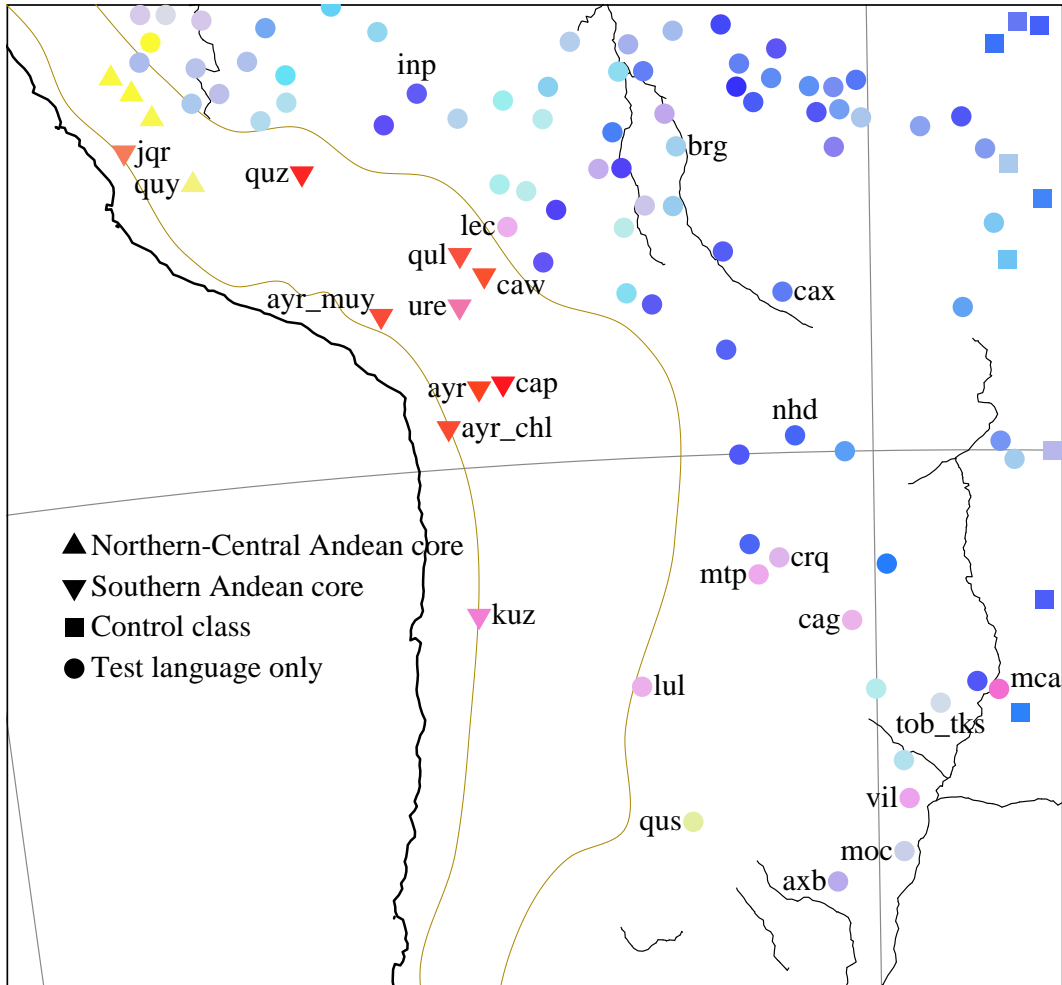 inp
brg
jqr
quy
quz
lec
qul
caw
cax
ayr_muy
ure
ayr
cap
ayr_chl
nhd
Northern-Central Andean core
Southern Andean core
Control class
Test language only
crq
mtp
kuz
cag
lul
mca
tob_tks
vil
qus
moc
axb